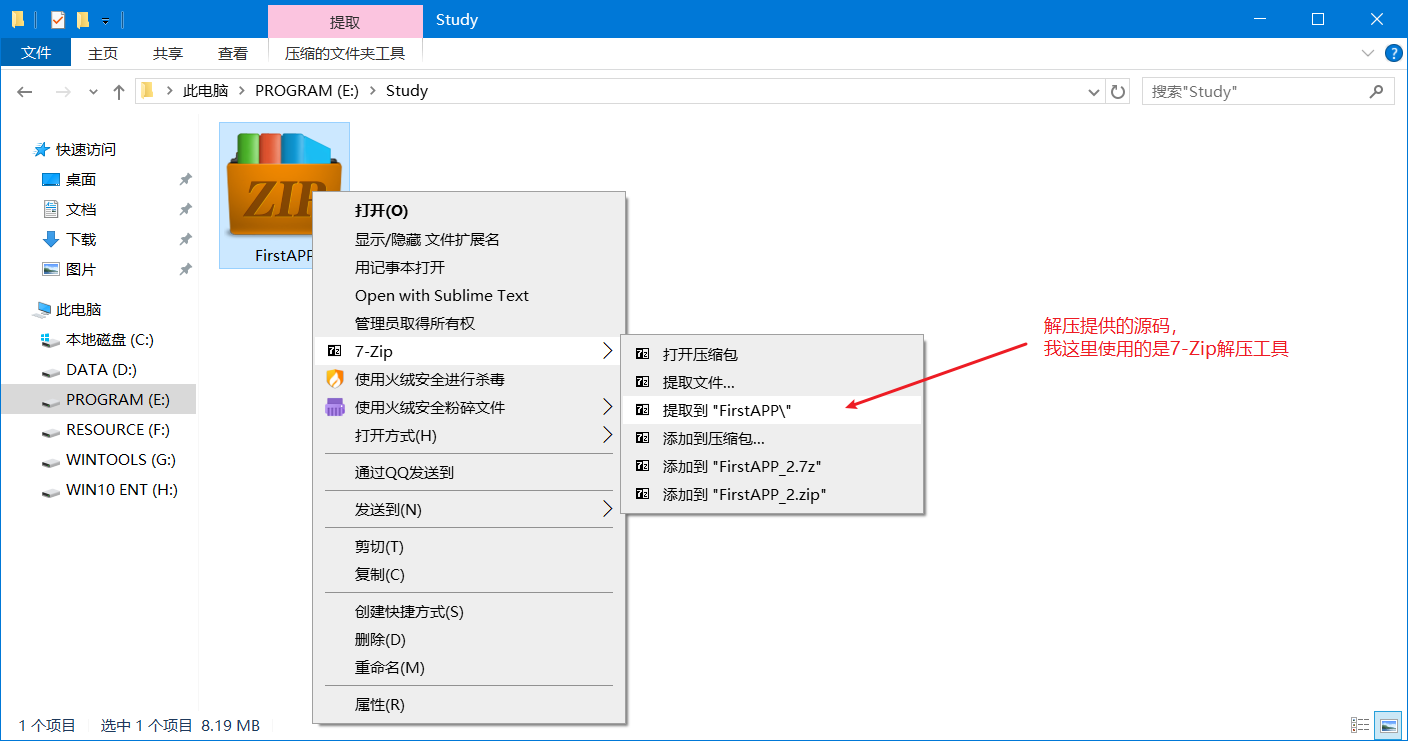 提取
Study
文件
主页
共享
查看
压缩的文件夹工具
此电脑
PROGRAM (E:)
Study
搜索"Study"
快速访问
桌面
文档
下载
图片
此电脑
本地磁盘 (C:)
DATA (D:)
PROGRAM (E:)
RESOURCE (F:)
WINTOOLS (G:)
WIN10 ENT (H:)
ZIP
FirstAPP
打开(O)
显示/隐藏 文件扩展名
用记事本打开
Open with Sublime Text
管理员取得所有权
7-Zip
使用火绒安全进行杀毒
使用火绒安全粉碎文件
打开方式(H)
通过QQ发送到
发送到(N)
剪切(T)
复制(C)
创建快捷方式(S)
删除(D)
重命名(M)
属性(R)
打开压缩包
提取文件...
提取到 "FirstAPP\"
添加到压缩包...
添加到 "FirstAPP_2.7z"
添加到 "FirstAPP_2.zip"
解压提供的源码,
我这里使用的是7-Zip解压工具
1 个项目
选中 1 个项目 8.19 MB